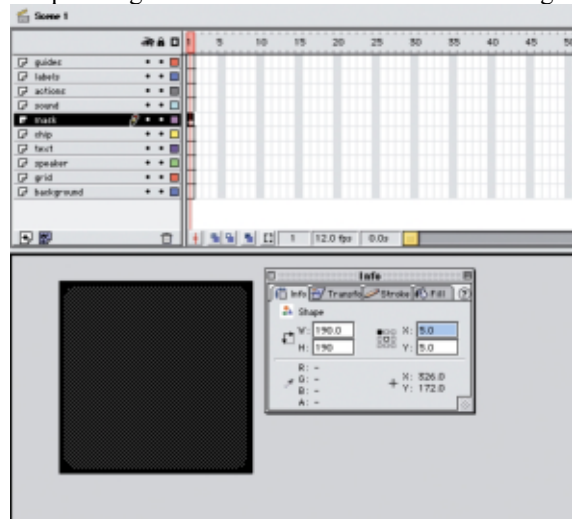 Scene 1
5 10 15 20 25 30 35 40 45
guides
labels
actions
sound
mask
chip
text
speaker
grid
background
1 12.0 fps 0.0s
Info
Info Transfo Stroke Fill ?
Shape
W: 190.0 X: 5.0
H: 190 Y: 5.0
R: -
G: - X: 526.0
B: - Y: 172.0
A: -